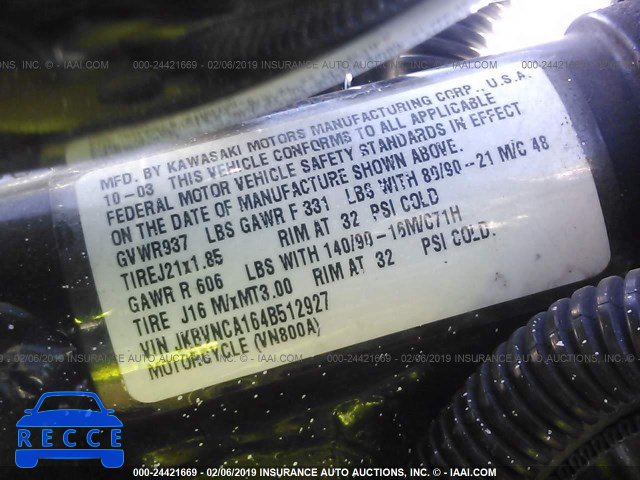 000-24421669 - 02/06/2019 INSURANCE AUTO AUCTIONS, INC. - © - IAAI.COM
MFD. BY KAWASAKI MOTORS MANUFACTURING CORP., U.S.A.
10-03 THIS VEHICLE CONFORMS TO ALL APPLICABLE
FEDERAL MOTOR VEHICLE SAFETY STANDARDS IN EFFECT
ON THE DATE OF MANUFACTURE SHOWN ABOVE.
GVWR937 LBS GAWR F 331 LBS WITH 89/90--21 M/C 48
TIREJ21x1.85 RIM AT 32 PSI COLD
GAWR R 606 LBS WITH 140/90-16M/C71H
TIRE J16 M/xMT3.00 RIM AT 32 PSI COLD.
VIN JKBVNCA164B512927
MOTORCYCLE (VN800A)
INC. - © - IAAI.COM
000-24421669 - 02/06/2019 INSURANCE AUTO AUCTIONS, INC. - © - IAAI.COM
000-24421669 - 02/06/2019
RECCE
000-24421669 - 02/06/2019 INSURANCE AUTO AUCTIONS, INC. - © - IAAI.COM